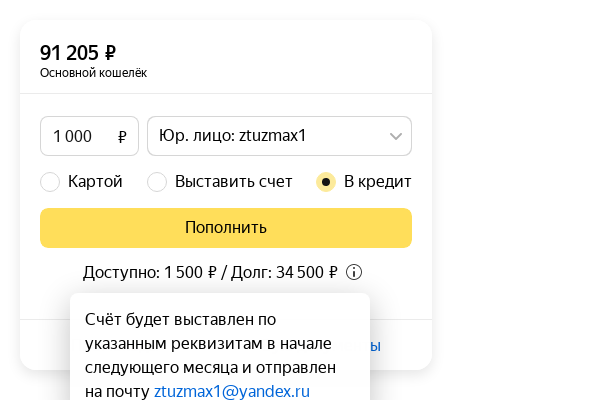 91 205 ₽
Основной кошелёк
1 000 ₽
Юр. лицо: ztuzmax1
Картой
Выставить счет
В кредит
Пополнить
Доступно: 1 500 ₽ / Долг: 34 500 ₽
Счёт будет выставлен по
указанным реквизитам в начале
следующего месяца и отправлен
на почту ztuzmax1@yandex.ru
ы